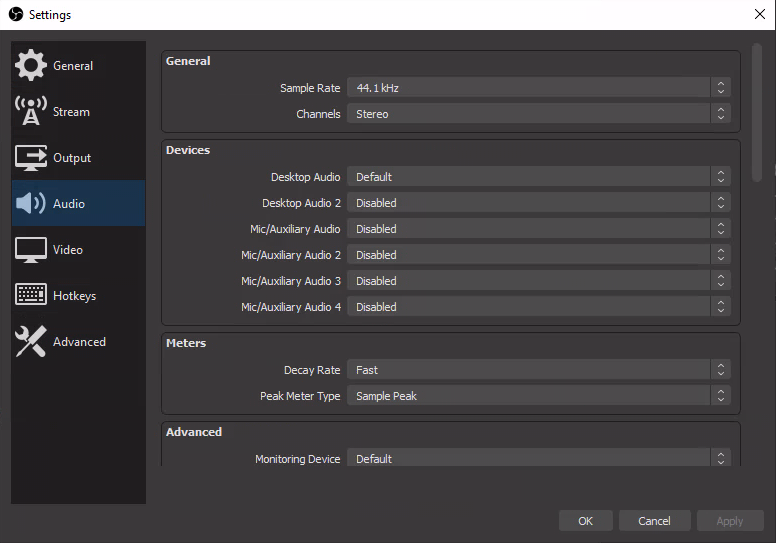 Settings
General
Stream
Output
Audio
Video
Hotkeys
Advanced
General
Sample Rate 44.1 kHz
Channels Stereo
Devices
Desktop Audio Default
Desktop Audio 2 Disabled
Mic/Auxiliary Audio Disabled
Mic/Auxiliary Audio 2 Disabled
Mic/Auxiliary Audio 3 Disabled
Mic/Auxiliary Audio 4 Disabled
Meters
Decay Rate Fast
Peak Meter Type Sample Peak
Advanced
Monitoring Device Default
OK Cancel Apply